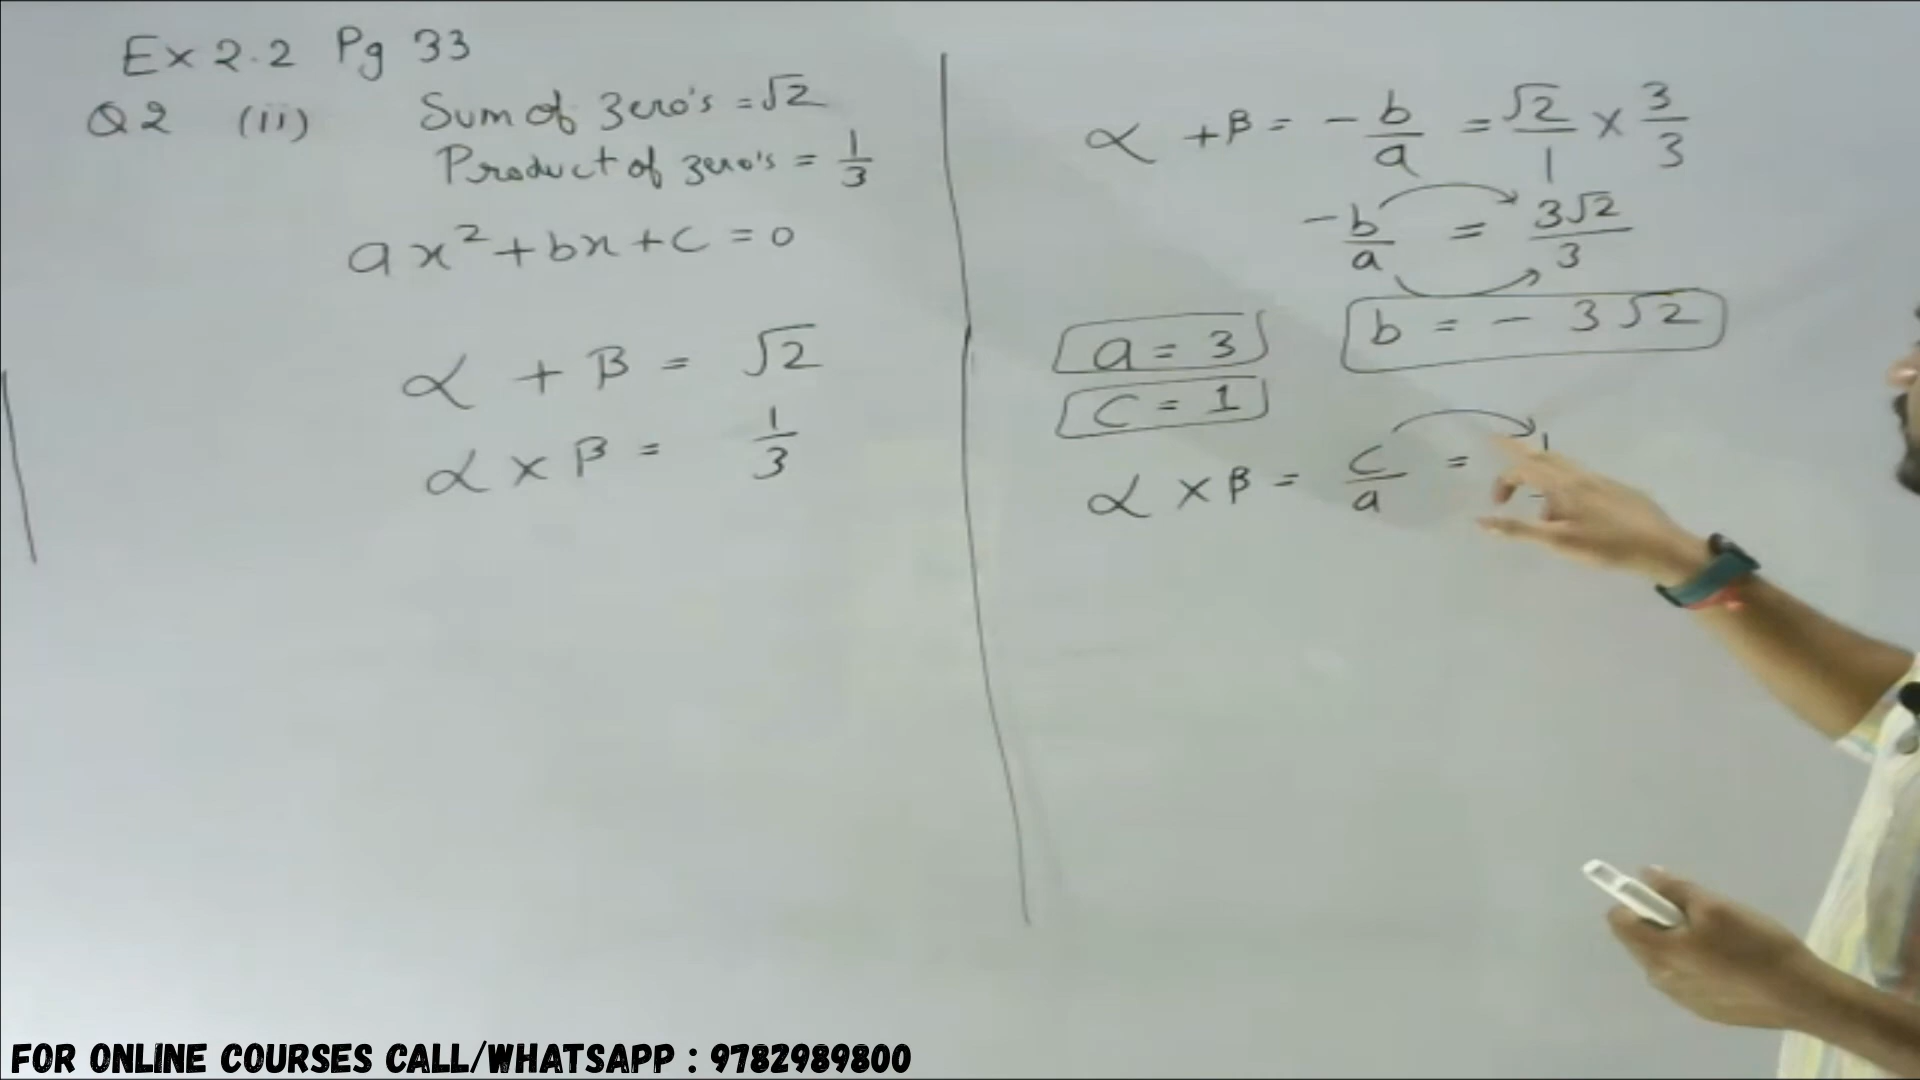 Ex 2.2 Pg 33
Q2 (ii) Sum of zero's = √2
Product of zero's = 1/3
ax² + bx + c = 0
α + β = √2
α × β = 1/3
α + β = -b/a = √2/1 × 3/3
-b/a = 3√2/3
a = 3 b = - 3√2
c = 1
α × β = c/a = 1
FOR ONLINE COURSES CALL/WHATSAPP : 9782989800